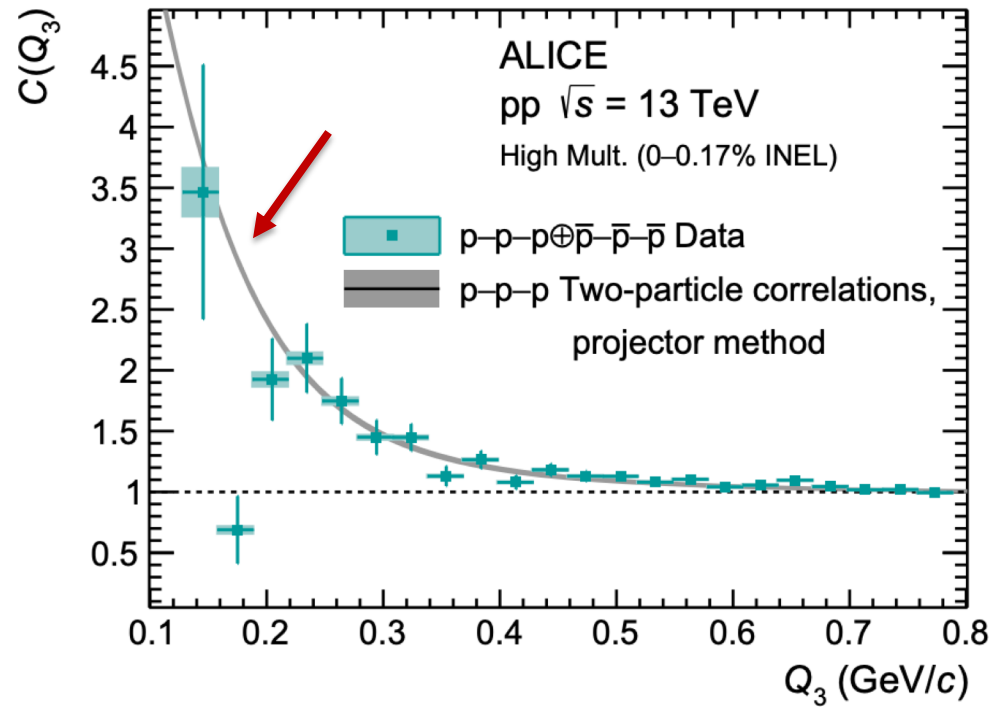 C(Q₃)
4.5
4
3.5
3
2.5
2
1.5
1
0.5
ALICE
pp √s = 13 TeV
High Mult. (0–0.17% INEL)
p–p–p⊕p̅–p̅–p̅ Data
p–p–p Two-particle correlations,
projector method
0.1 0.2 0.3 0.4 0.5 0.6 0.7 0.8
Q₃ (GeV/c)